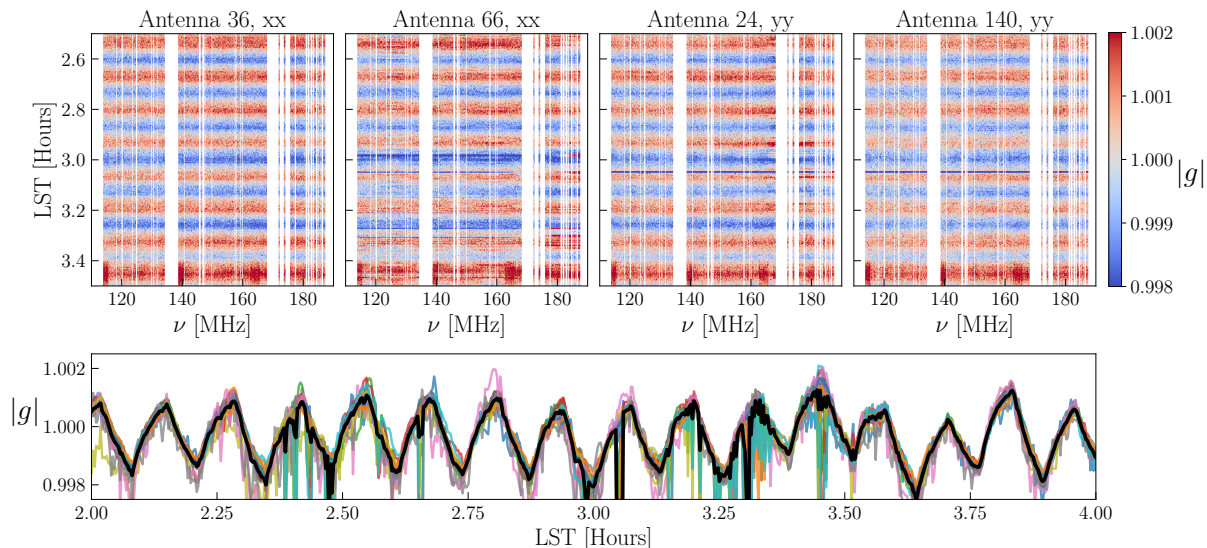 Antenna 36, xx
Antenna 66, xx
Antenna 24, yy
Antenna 140, yy
LST [Hours]
2.6
2.8
3.0
3.2
3.4
120 140 160 180
120 140 160 180
120 140 160 180
120 140 160 180
ν [MHz]
ν [MHz]
ν [MHz]
ν [MHz]
1.002
1.001
1.000
0.999
0.998
|g|
|g|
1.002
1.000
0.998
2.00 2.25 2.50 2.75 3.00 3.25 3.50 3.75 4.00
LST [Hours]